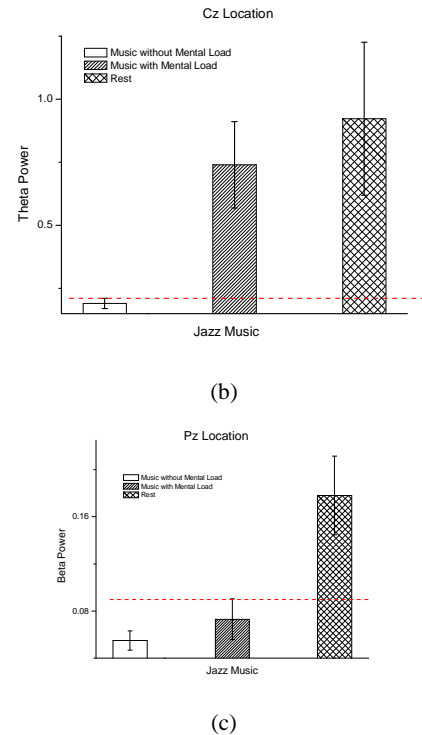 Cz Location
Music without Mental Load
Music with Mental Load
Rest
1.0
0.5
Theta Power
Jazz Music
(b)
Pz Location
Music without Mental Load
Music with Mental Load
Rest
0.16
0.08
Beta Power
Jazz Music
(c)